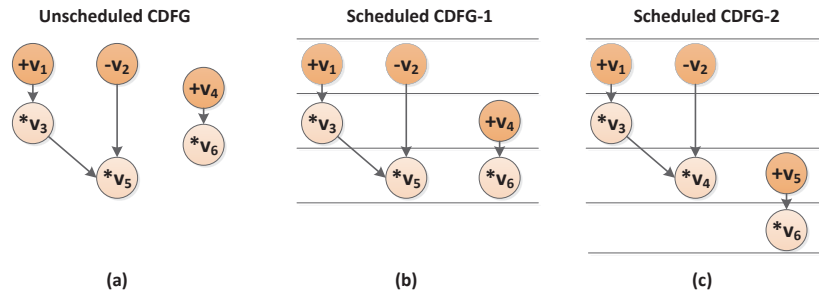 Unscheduled CDFG
Scheduled CDFG-1
Scheduled CDFG-2
+v1
-v2
+v4
*v3
*v6
*v5
+v1
-v2
*v3
+v4
*v5
*v6
+v1
-v2
*v3
*v4
+v5
*v6
(a)
(b)
(c)